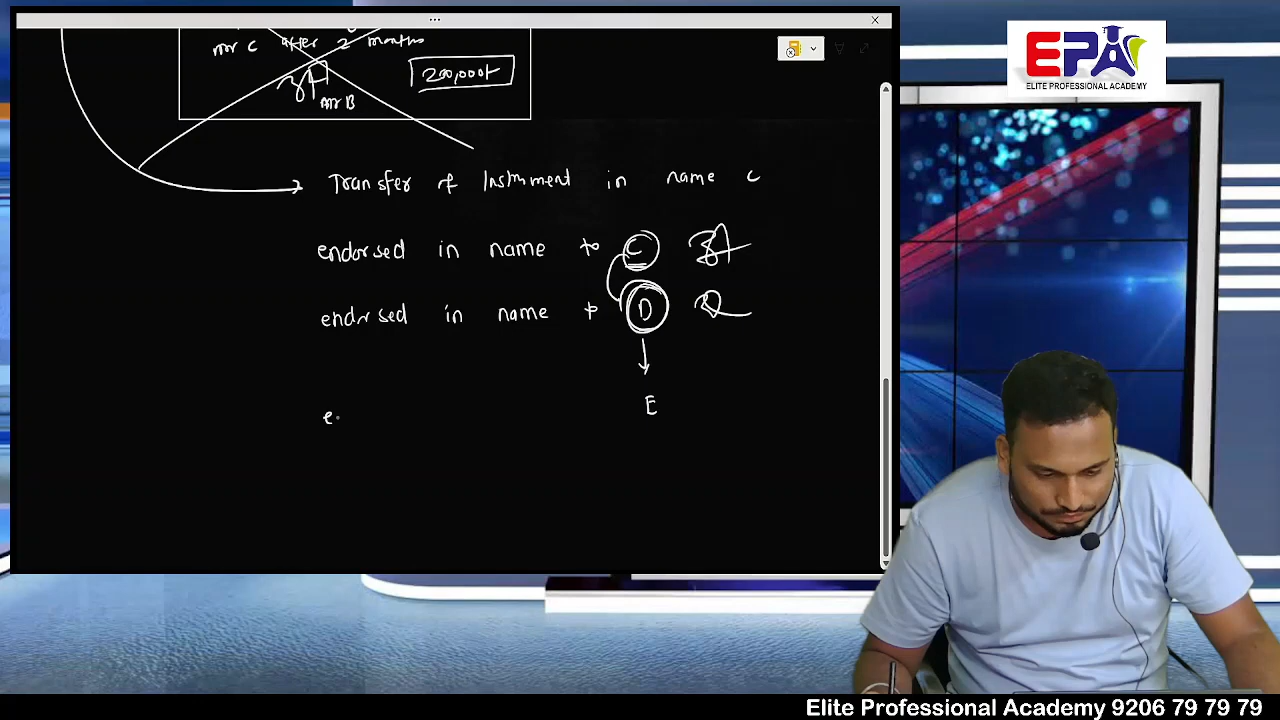 mr C after 2 months
200,000/-
mr B
Transfer of Instrument in name C
endorsed in name to C
endorsed in name to D
E
e
EPA
ELITE PROFESSIONAL ACADEMY
Elite Professional Academy 9206 79 79 79